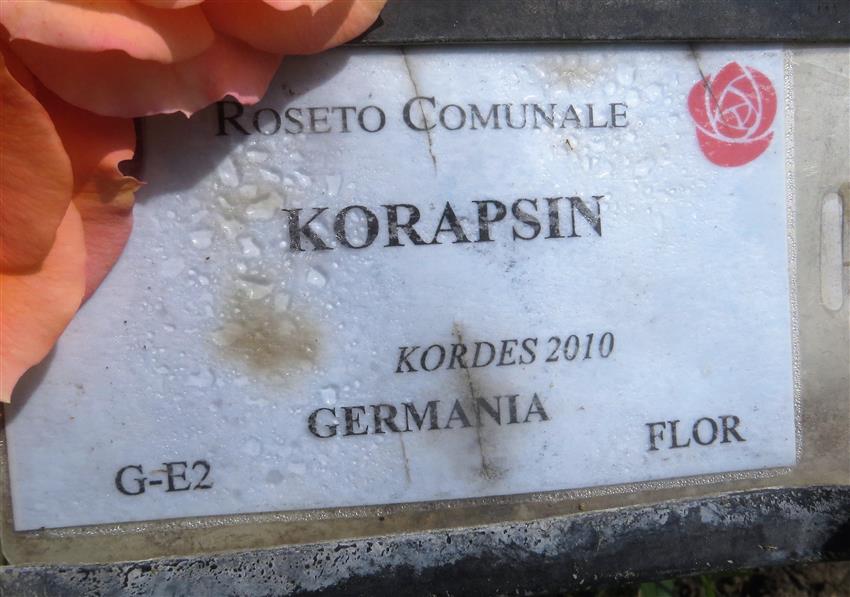 ROSETO COMUNALE
KORAPSIN
KORDES 2010
GERMANIA
G-E2 FLOR